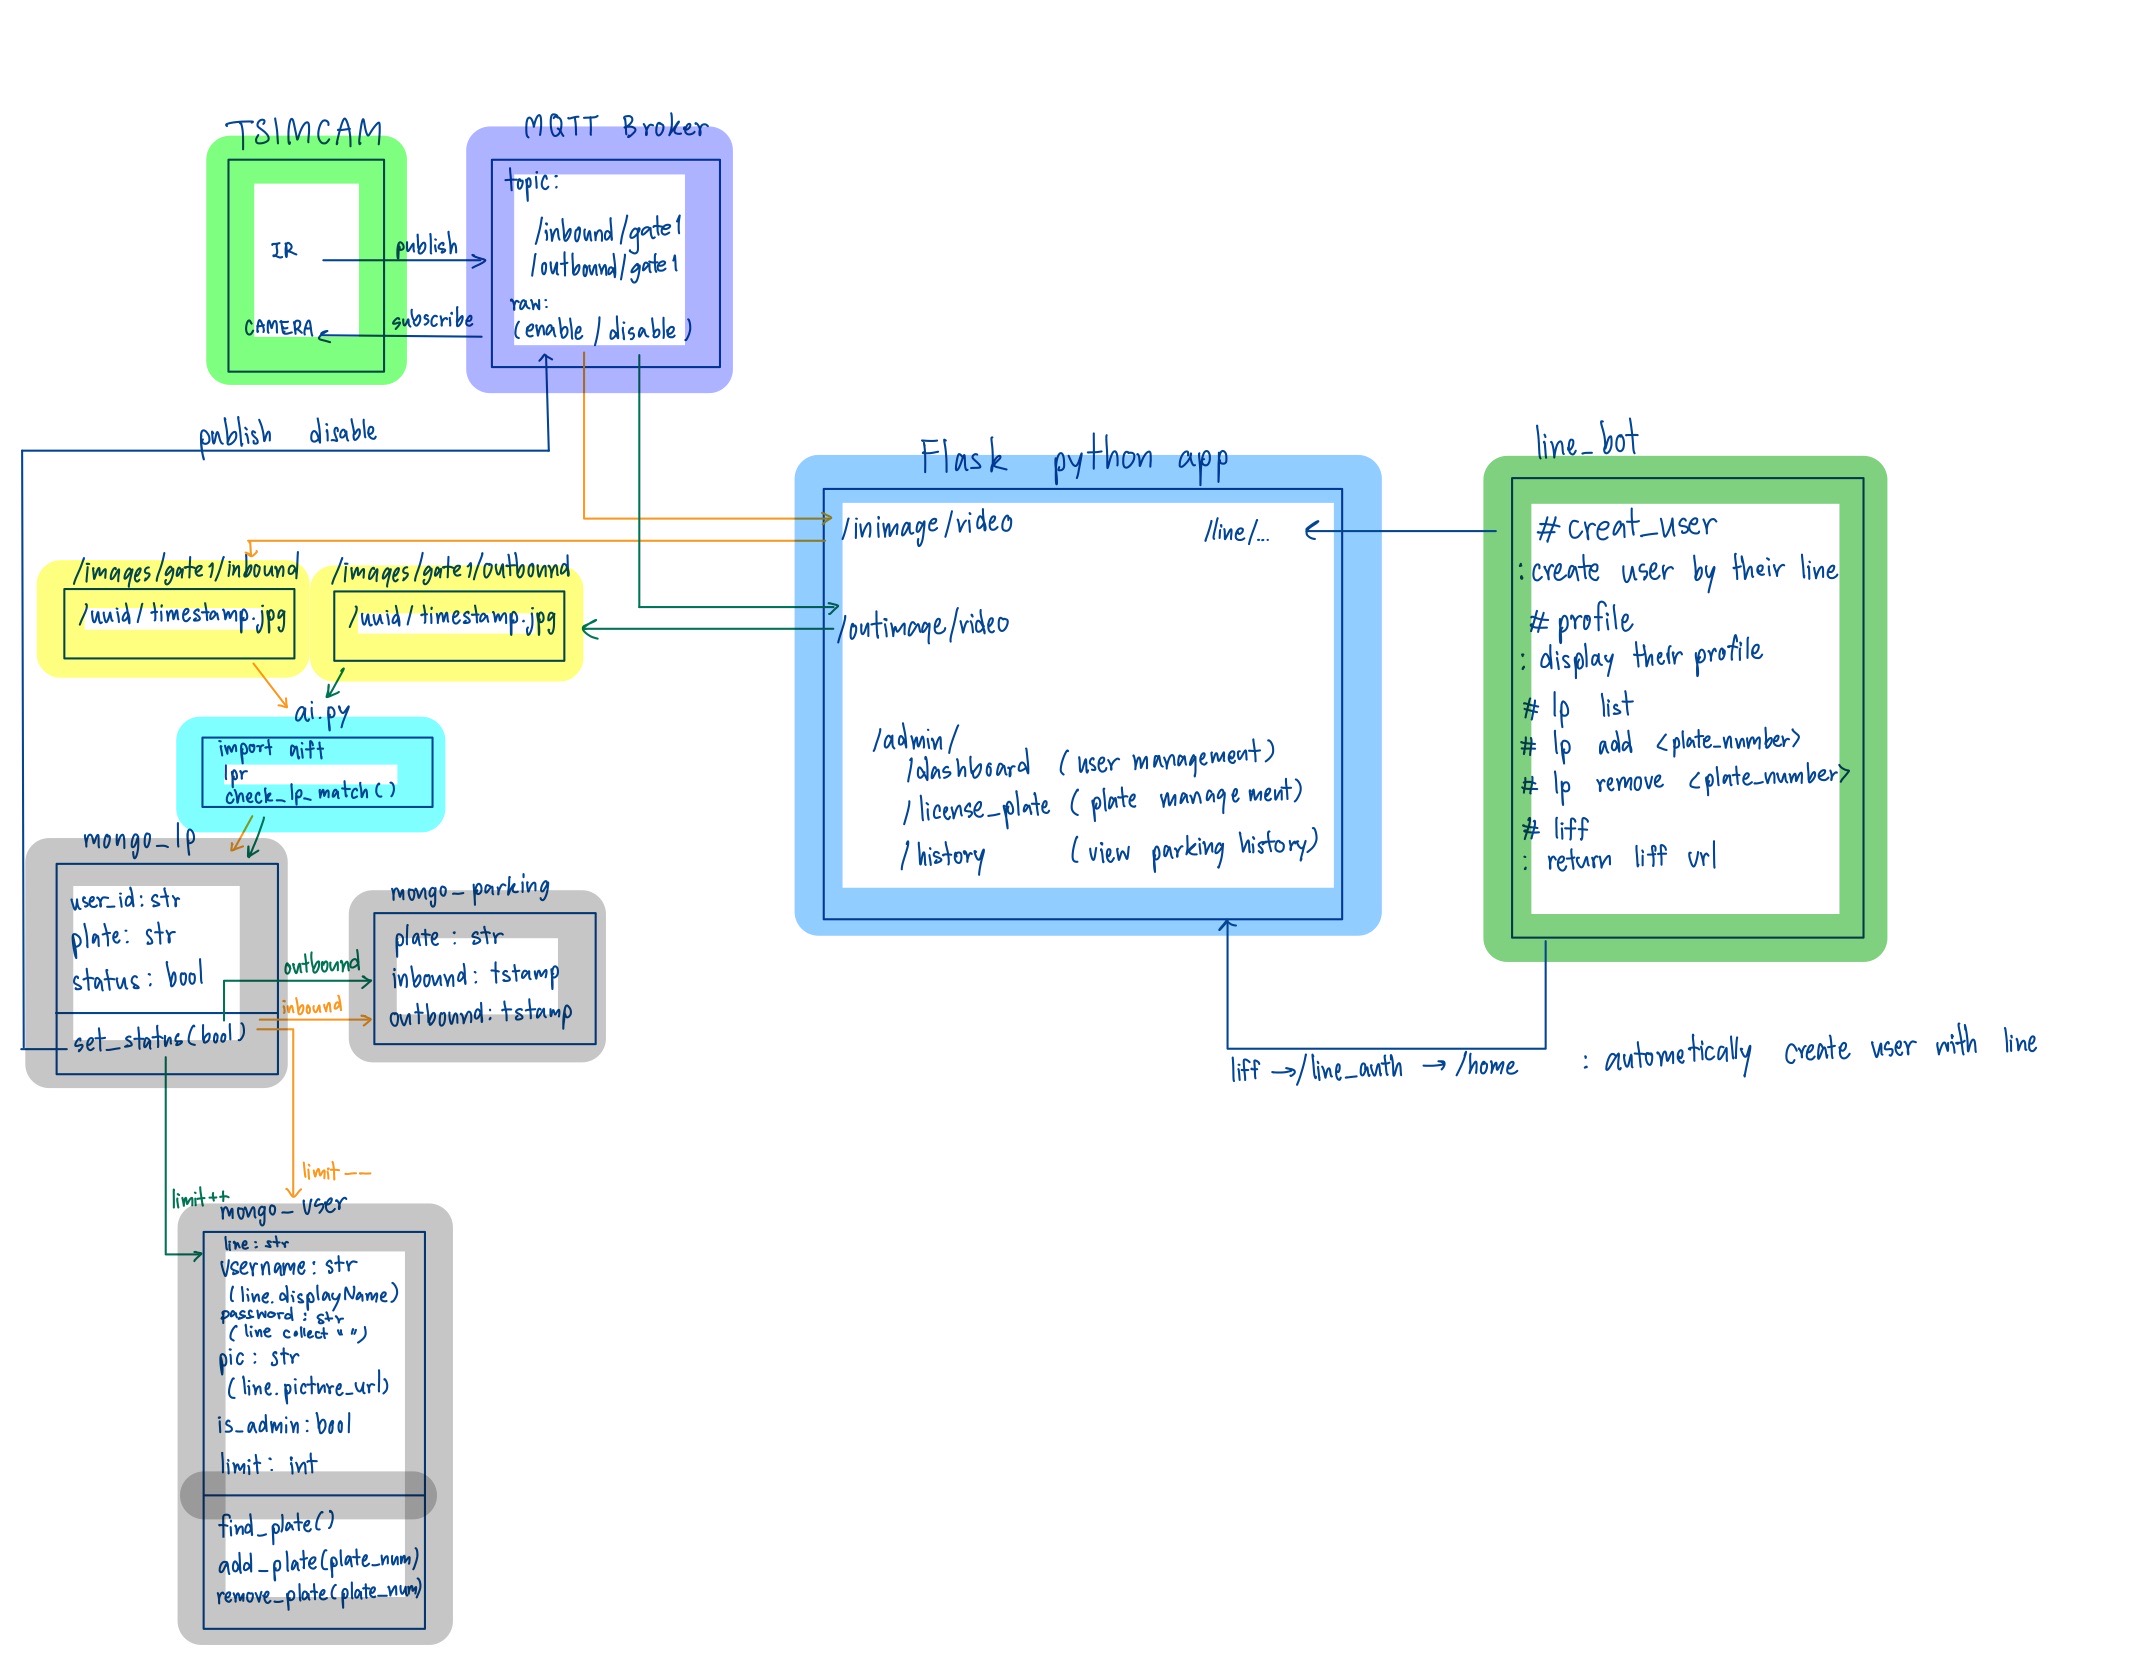 TSIMCAM
IR
CAMERA
publish
subscribe
MQTT Broker
topic:
/inbound/gate1
/outbound/gate1
raw:
(enable / disable)
publish disable
Flask python app
/inimage/video
/line/...
/outimage/video
/admin/
/dashboard (user management)
/license_plate (plate management)
/history (view parking history)
line_bot
# creat_user
: create user by their line
# profile
: display their profile
# lp list
# lp add <plate_number>
# lp remove <plate_number>
# liff
: return liff url
liff → /line_auth → /home : autometically create user with line
/images/gate1/inbound
/uuid/timestamp.jpg
/images/gate1/outbound
/uuid/timestamp.jpg
ai.py
import aift
lpr
check_lp_match()
mongo_lp
user_id: str
plate: str
status: bool
set_status(bool)
outbound
inbound
mongo_parking
plate : str
inbound: tstamp
outbound: tstamp
limit--
limit++
mongo_user
line: str
username: str
(line.displayName)
password: str
(line collect " ")
pic: str
(line.picture_url)
is_admin: bool
limit: int
find_plate()
add_plate(plate_num)
remove_plate(plate_num)